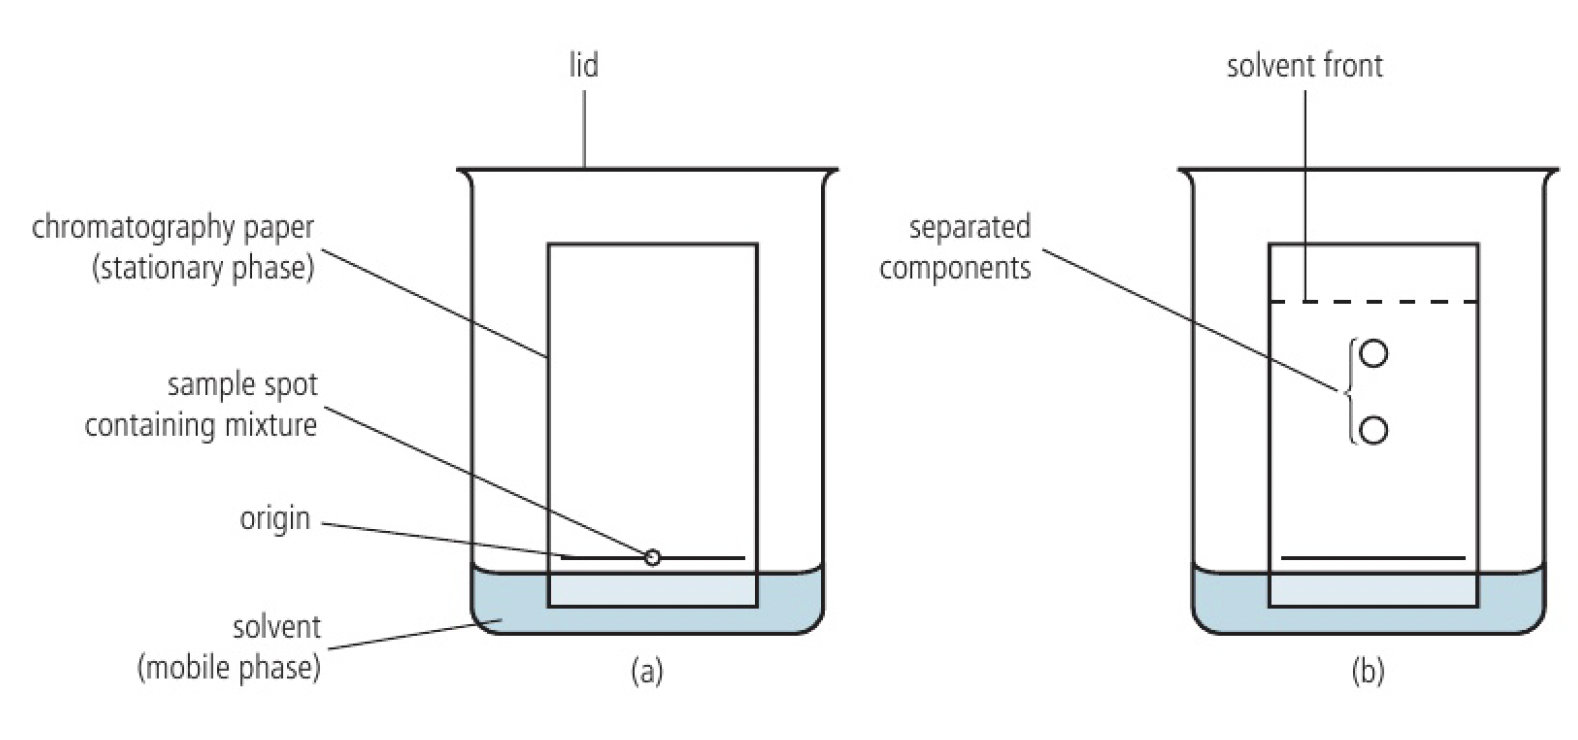 lid
chromatography paper
(stationary phase)
sample spot
containing mixture
origin
solvent
(mobile phase)
(a)
solvent front
separated
components
(b)